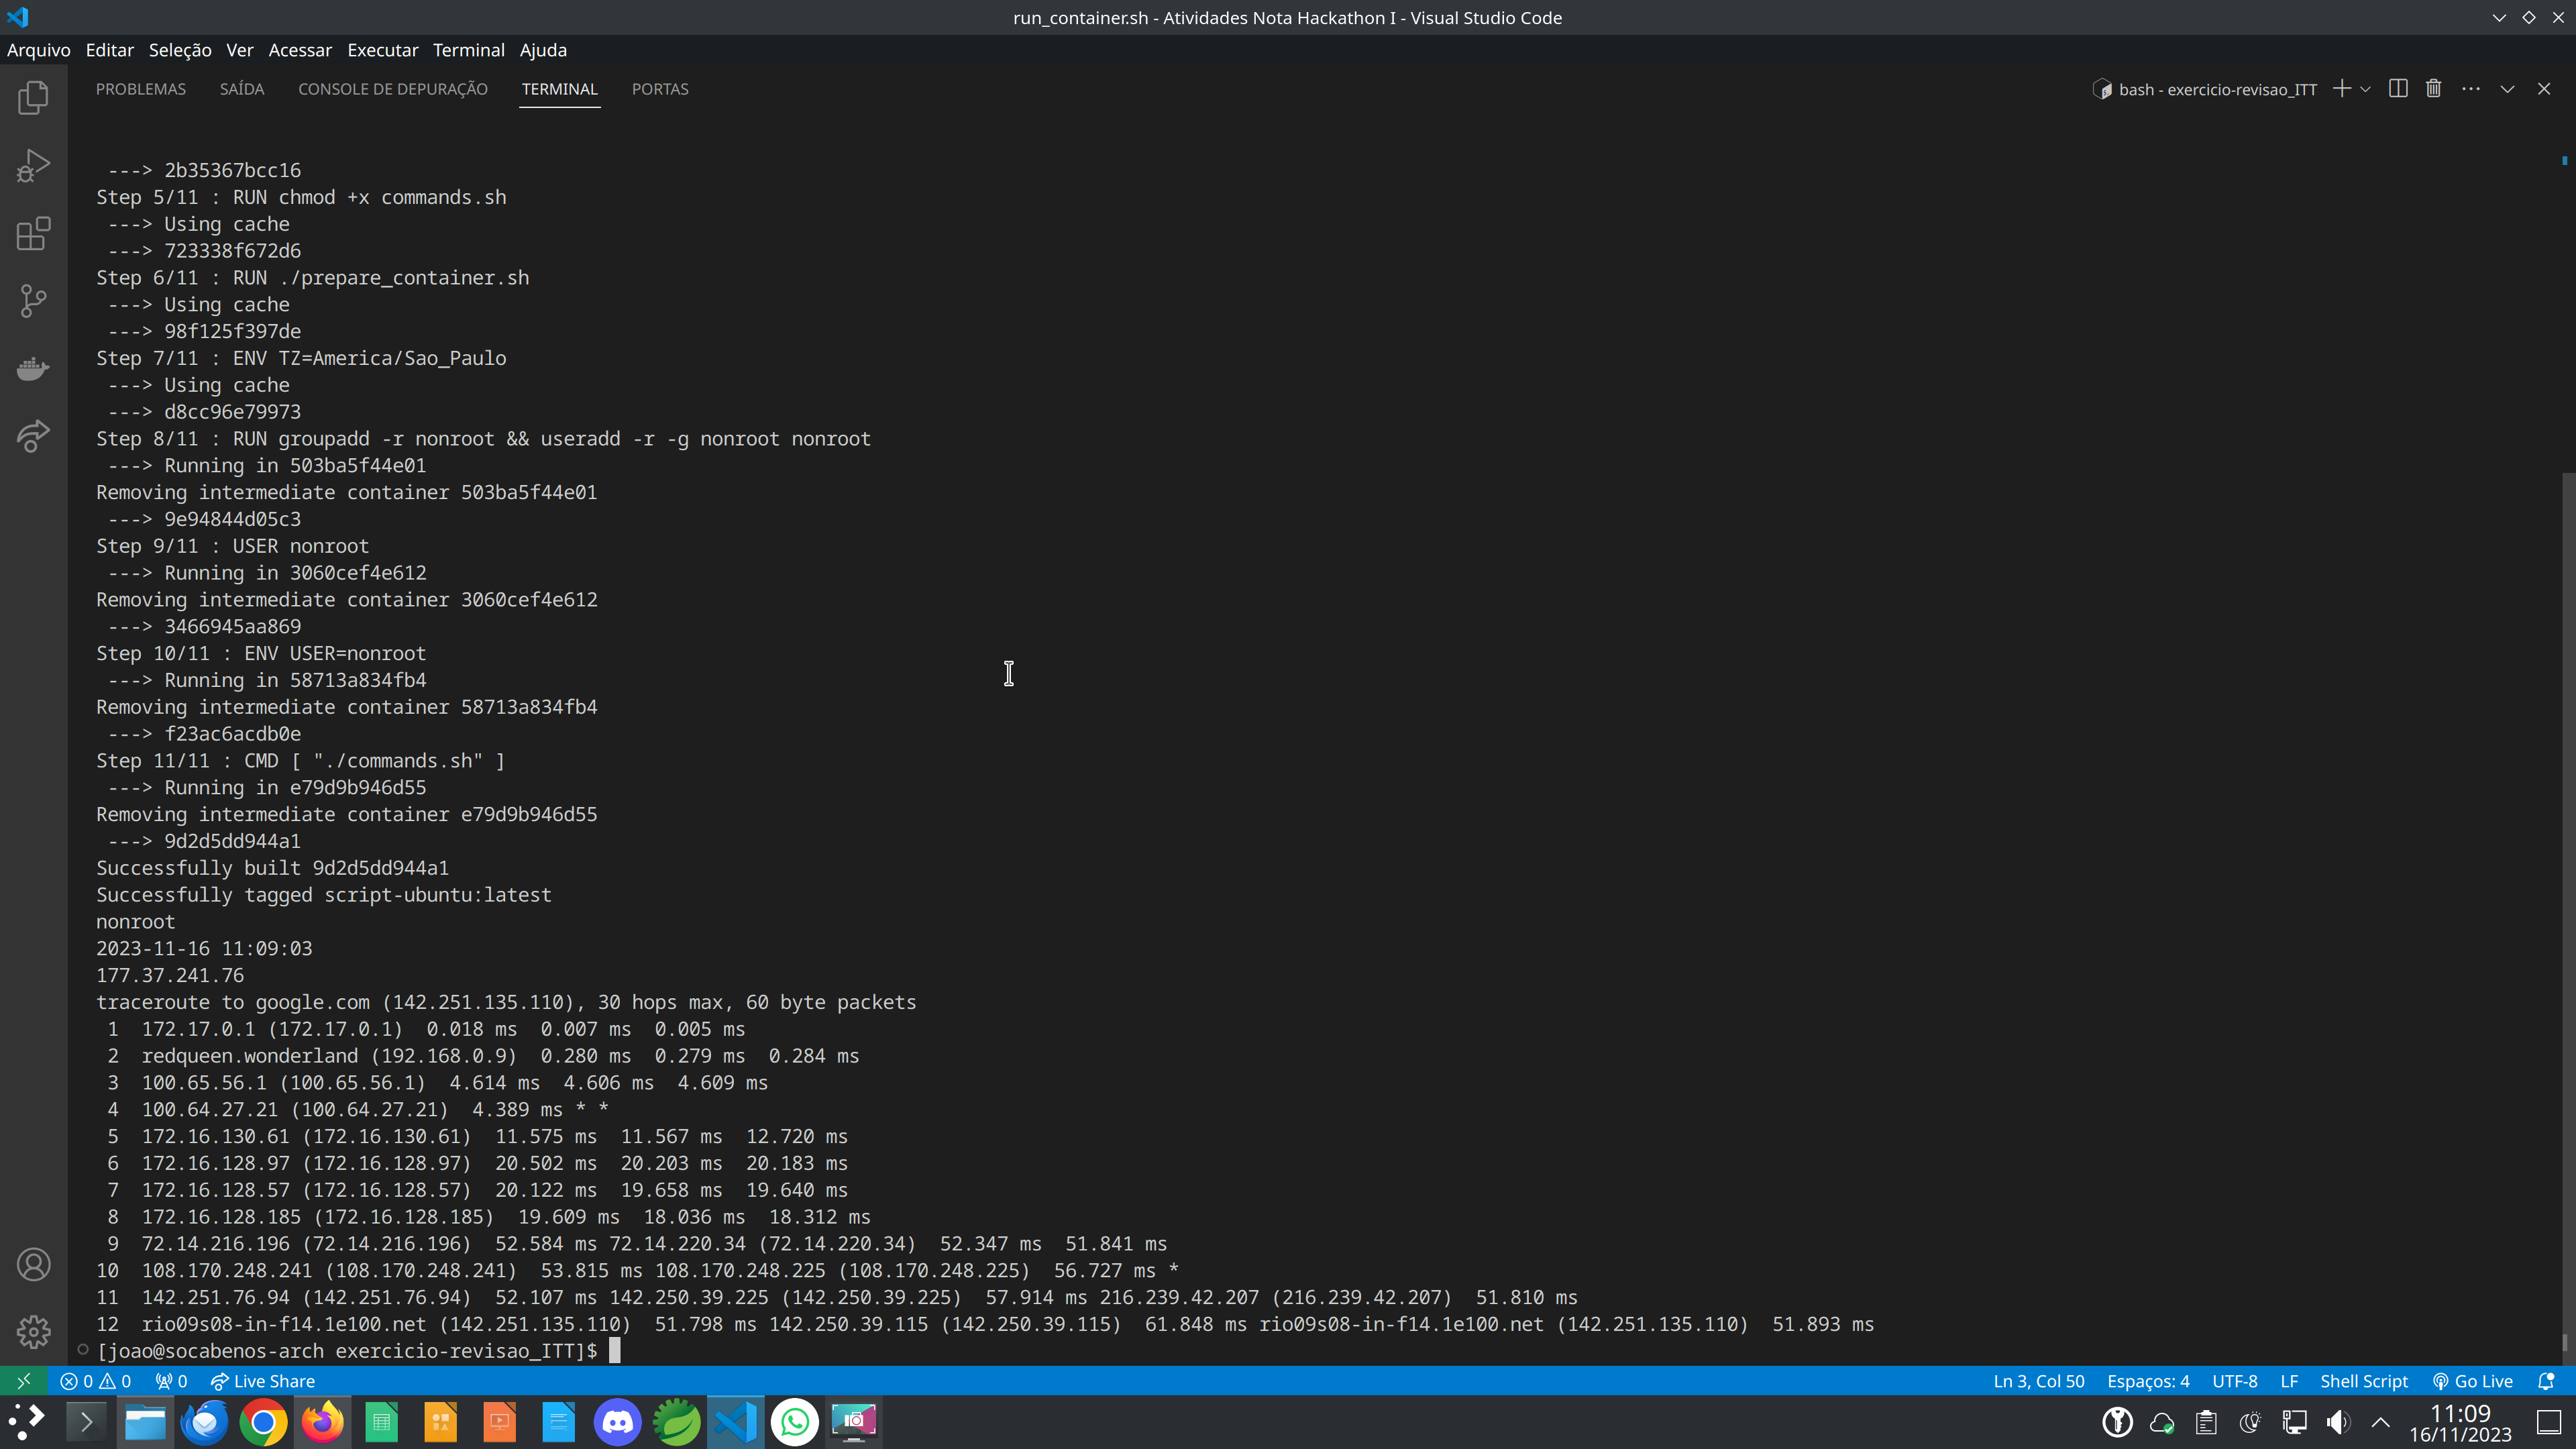 run_container.sh - Atividades Nota Hackathon I - Visual Studio Code
Arquivo Editar Seleção Ver Acessar Executar Terminal Ajuda
PROBLEMAS SAÍDA CONSOLE DE DEPURAÇÃO TERMINAL PORTAS
bash - exercicio-revisao_ITT
 ---> 2b35367bcc16
Step 5/11 : RUN chmod +x commands.sh
 ---> Using cache
 ---> 723338f672d6
Step 6/11 : RUN ./prepare_container.sh
 ---> Using cache
 ---> 98f125f397de
Step 7/11 : ENV TZ=America/Sao_Paulo
 ---> Using cache
 ---> d8cc96e79973
Step 8/11 : RUN groupadd -r nonroot && useradd -r -g nonroot nonroot
 ---> Running in 503ba5f44e01
Removing intermediate container 503ba5f44e01
 ---> 9e94844d05c3
Step 9/11 : USER nonroot
 ---> Running in 3060cef4e612
Removing intermediate container 3060cef4e612
 ---> 3466945aa869
Step 10/11 : ENV USER=nonroot
 ---> Running in 58713a834fb4
Removing intermediate container 58713a834fb4
 ---> f23ac6acdb0e
Step 11/11 : CMD [ "./commands.sh" ]
 ---> Running in e79d9b946d55
Removing intermediate container e79d9b946d55
 ---> 9d2d5dd944a1
Successfully built 9d2d5dd944a1
Successfully tagged script-ubuntu:latest
nonroot
2023-11-16 11:09:03
177.37.241.76
traceroute to google.com (142.251.135.110), 30 hops max, 60 byte packets
 1  172.17.0.1 (172.17.0.1)  0.018 ms  0.007 ms  0.005 ms
 2  redqueen.wonderland (192.168.0.9)  0.280 ms  0.279 ms  0.284 ms
 3  100.65.56.1 (100.65.56.1)  4.614 ms  4.606 ms  4.609 ms
 4  100.64.27.21 (100.64.27.21)  4.389 ms * *
 5  172.16.130.61 (172.16.130.61)  11.575 ms  11.567 ms  12.720 ms
 6  172.16.128.97 (172.16.128.97)  20.502 ms  20.203 ms  20.183 ms
 7  172.16.128.57 (172.16.128.57)  20.122 ms  19.658 ms  19.640 ms
 8  172.16.128.185 (172.16.128.185)  19.609 ms  18.036 ms  18.312 ms
 9  72.14.216.196 (72.14.216.196)  52.584 ms 72.14.220.34 (72.14.220.34)  52.347 ms  51.841 ms
10  108.170.248.241 (108.170.248.241)  53.815 ms 108.170.248.225 (108.170.248.225)  56.727 ms *
11  142.251.76.94 (142.251.76.94)  52.107 ms 142.250.39.225 (142.250.39.225)  57.914 ms 216.239.42.207 (216.239.42.207)  51.810 ms
12  rio09s08-in-f14.1e100.net (142.251.135.110)  51.798 ms 142.250.39.115 (142.250.39.115)  61.848 ms rio09s08-in-f14.1e100.net (142.251.135.110)  51.893 ms
[joao@socabenos-arch exercicio-revisao_ITT]$
0 0 0 Live Share Ln 3, Col 50 Espaços: 4 UTF-8 LF Shell Script Go Live
11:09
16/11/2023